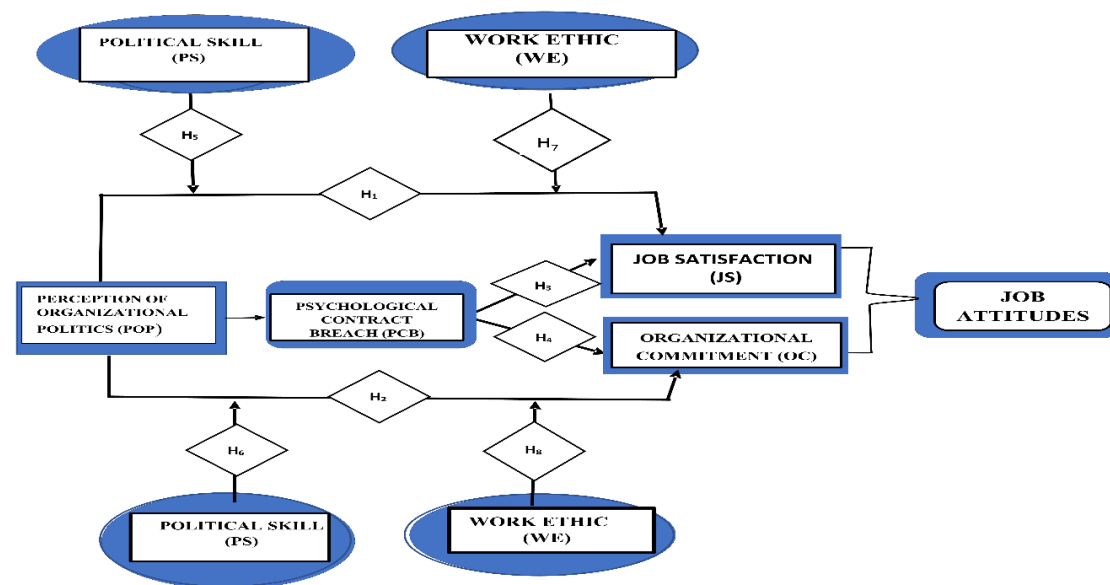 POLITICAL SKILL
(PS)
WORK ETHIC
(WE)
H5
H7
H1
JOB SATISFACTION
(JS)
H3
PERCEPTION OF
ORGANIZATIONAL
POLITICS (POP)
PSYCHOLOGICAL
CONTRACT
BREACH (PCB)
JOB
ATTITUDES
H4
ORGANIZATIONAL
COMMITMENT (OC)
H2
H6
H8
POLITICAL SKILL
(PS)
WORK ETHIC
(WE)